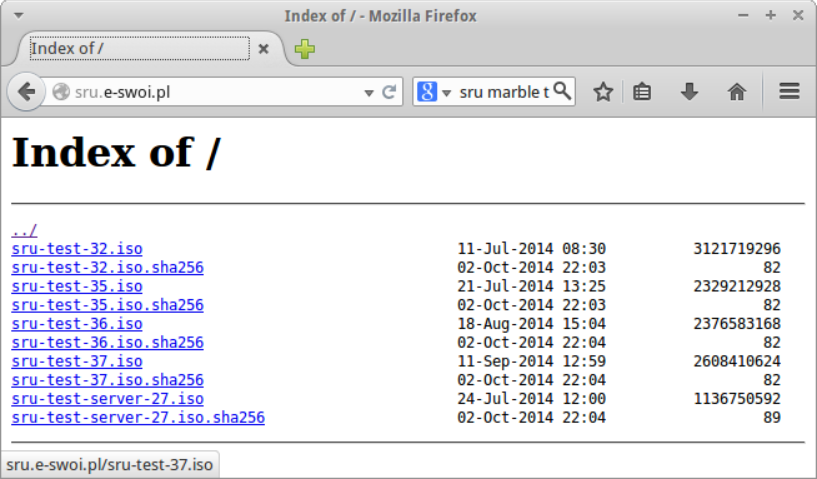 Index of / - Mozilla Firefox
Index of /
sru.e-swoi.pl
sru marble t
Index of /
../
sru-test-32.iso 11-Jul-2014 08:30 3121719296
sru-test-32.iso.sha256 02-Oct-2014 22:03 82
sru-test-35.iso 21-Jul-2014 13:25 2329212928
sru-test-35.iso.sha256 02-Oct-2014 22:03 82
sru-test-36.iso 18-Aug-2014 15:04 2376583168
sru-test-36.iso.sha256 02-Oct-2014 22:04 82
sru-test-37.iso 11-Sep-2014 12:59 2608410624
sru-test-37.iso.sha256 02-Oct-2014 22:04 82
sru-test-server-27.iso 24-Jul-2014 12:00 1136750592
sru-test-server-27.iso.sha256 02-Oct-2014 22:04 89
sru.e-swoi.pl/sru-test-37.iso